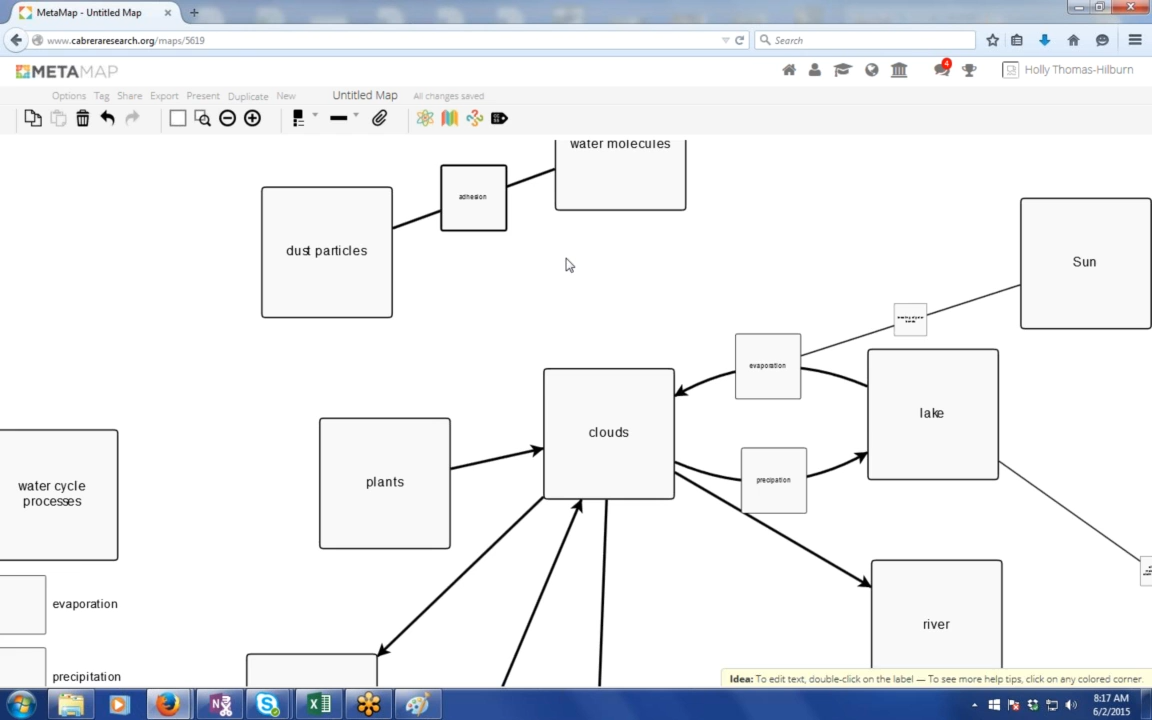 MetaMap - Untitled Map
www.cabreraresearch.org/maps/5619
Search
METAMAP
4
Holly Thomas-Hilburn
Options Tag Share Export Present Duplicate New Untitled Map All changes saved
water molecules
adhesion
dust particles
Sun
evaporation
lake
clouds
plants
precipation
water cycle
processes
evaporation
river
precipitation
Idea: To edit text, double-click on the label — To see more help tips, click on any colored corner.
8:17 AM
6/2/2015